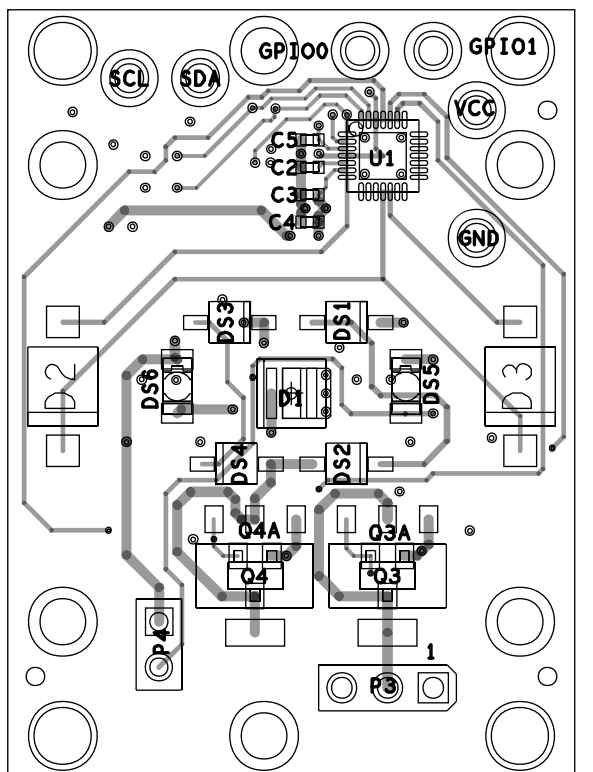 GPIO0
GPIO1
SCL
SDA
VCC
C5
U1
C2
C3
C4
GND
DS3
DS1
D2
DS6
D1
DS5
D3
DS4
DS2
Q4A
Q3A
Q4
Q3
P4
1
P3